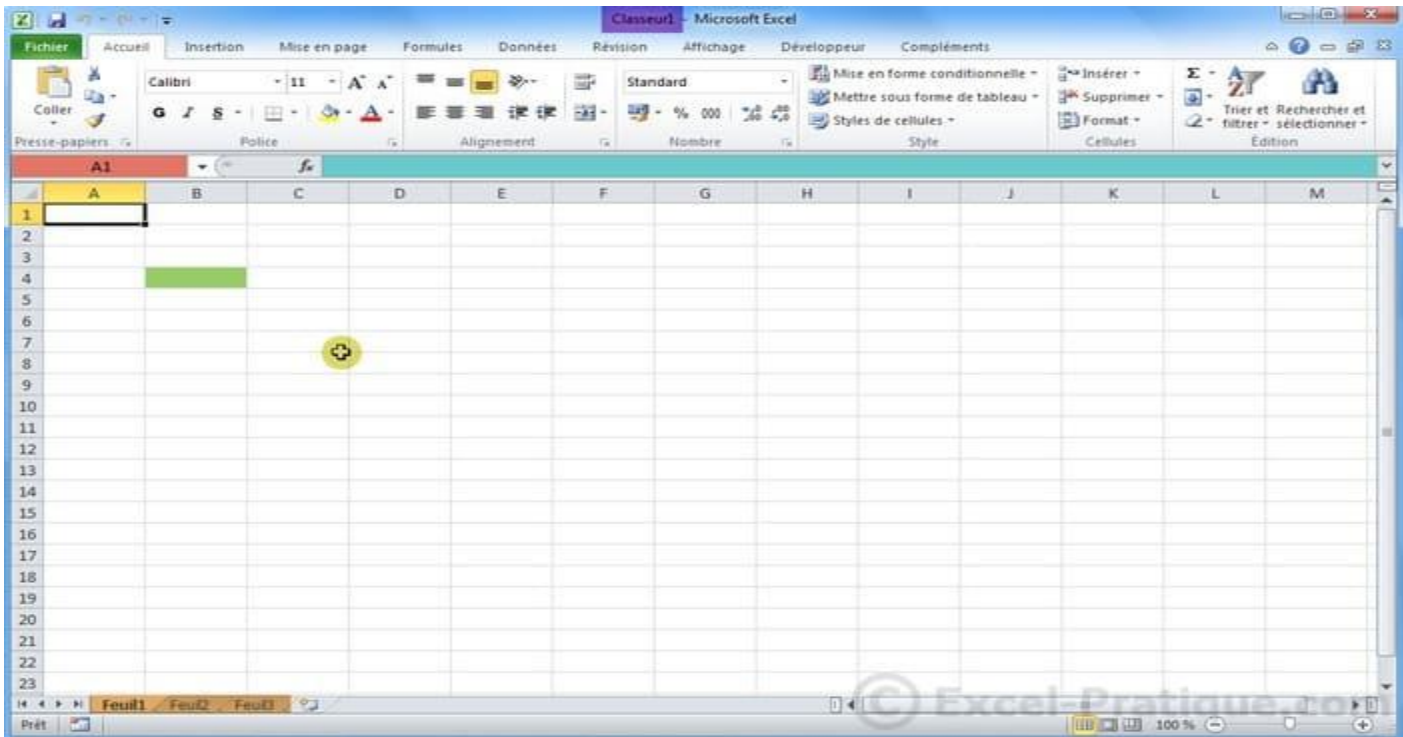 Classeur1 - Microsoft Excel
Fichier Accueil Insertion Mise en page Formules Données Révision Affichage Développeur Compléments
Coller
Calibri 11
G I S
A A
A
Standard
% 000
Mise en forme conditionnelle
Mettre sous forme de tableau
Styles de cellules
Insérer
Supprimer
Format
Σ
Trier et filtrer
Rechercher et sélectionner
Presse-papiers Police Alignement Nombre Style Cellules Édition
A1 fx
A B C D E F G H I J K L M
1
2
3
4
5
6
7
8
9
10
11
12
13
14
15
16
17
18
19
20
21
22
23
Feuil1 Feuil2 Feuil3
© Excel-Pratique.com
Prêt 100 %